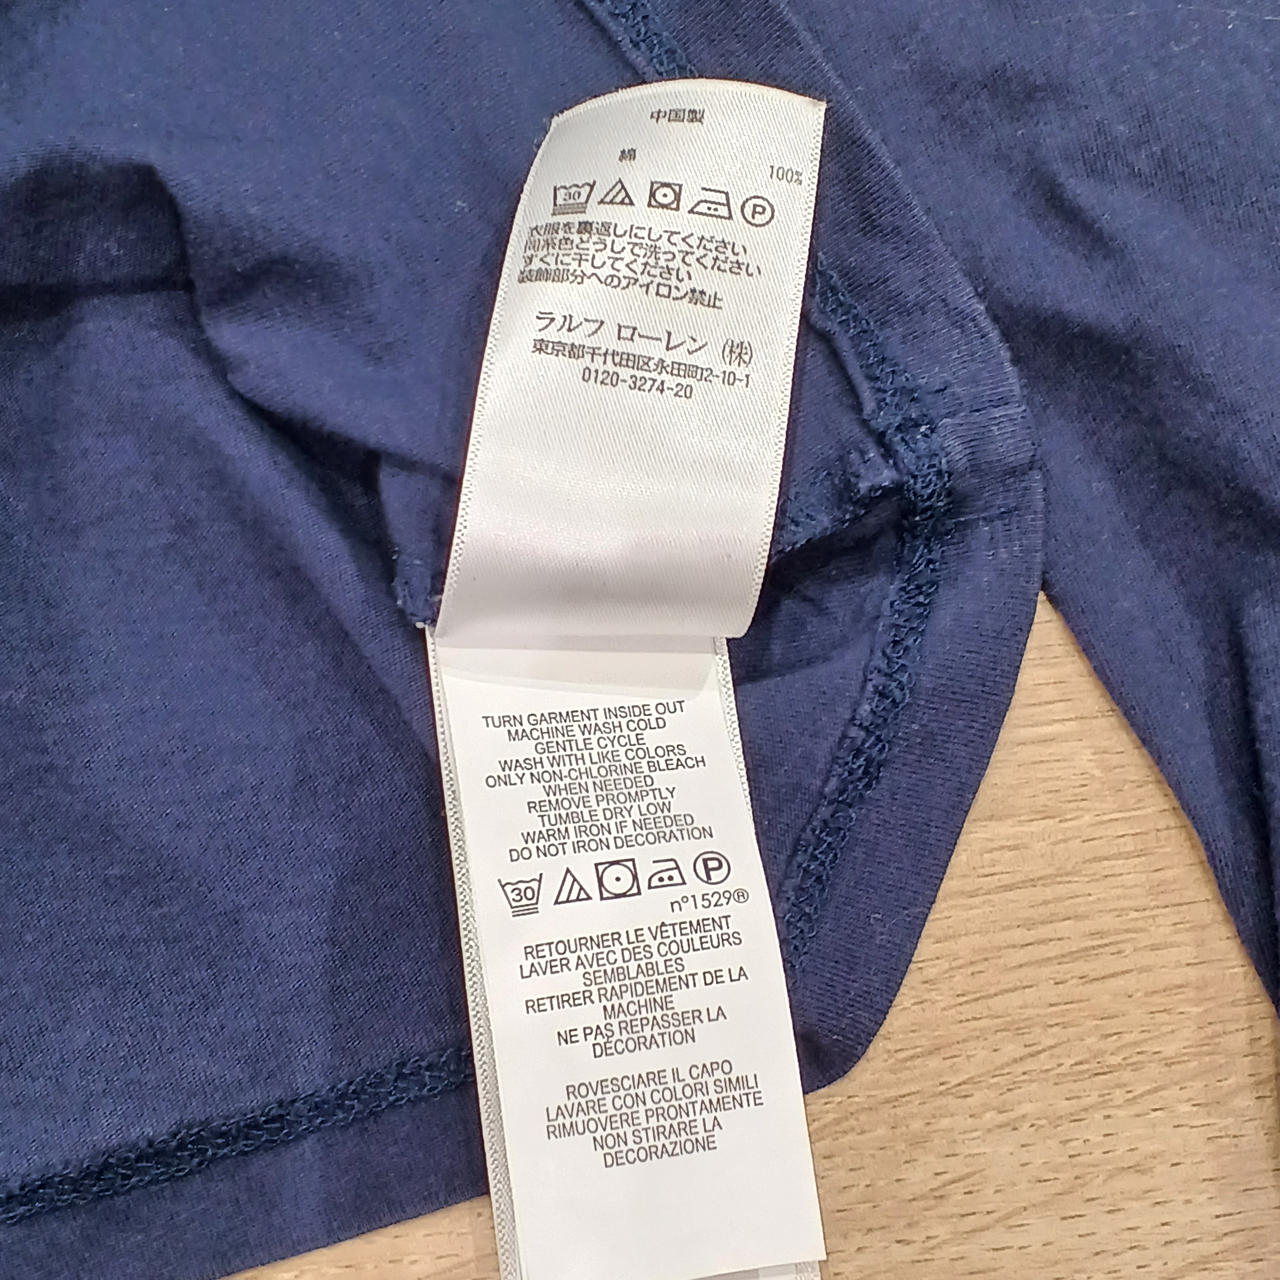 中国製
綿
100%
30
P
衣服を裏返しにしてください
同系色どうしで洗ってください
すぐに干してください
装飾部分へのアイロン禁止
ラルフ ローレン (株)
東京都千代田区永田町2-10-1
0120-3274-20
TURN GARMENT INSIDE OUT
MACHINE WASH COLD
GENTLE CYCLE
WASH WITH LIKE COLORS
ONLY NON-CHLORINE BLEACH
WHEN NEEDED
REMOVE PROMPTLY
TUMBLE DRY LOW
WARM IRON IF NEEDED
DO NOT IRON DECORATION
30
P
n°1529®
RETOURNER LE VÊTEMENT
LAVER AVEC DES COULEURS
SEMBLABLES
RETIRER RAPIDEMENT DE LA
MACHINE
NE PAS REPASSER LA
DÉCORATION
ROVESCIARE IL CAPO
LAVARE CON COLORI SIMILI
RIMUOVERE PRONTAMENTE
NON STIRARE LA
DECORAZIONE